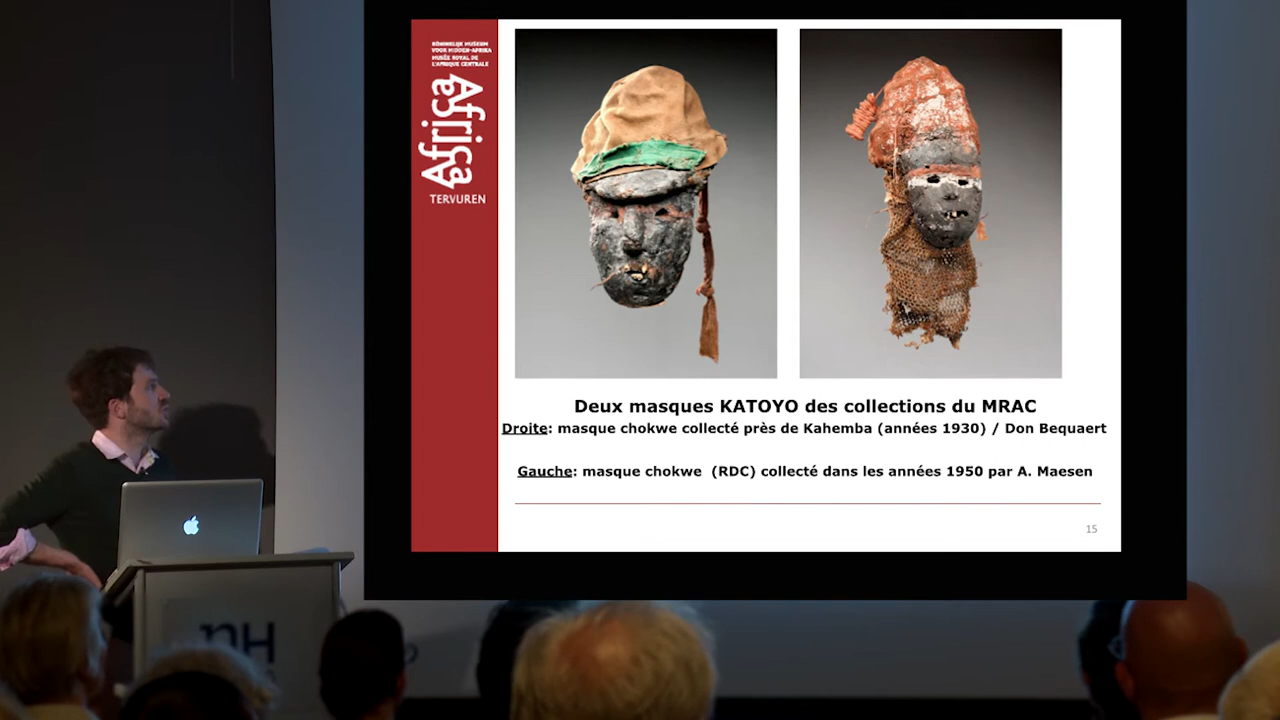 KONINKLIJK MUSEUM
VOOR MIDDEN-AFRIKA
MUSÉE ROYAL DE
L'AFRIQUE CENTRALE
Africa
Africa
TERVUREN
Deux masques KATOYO des collections du MRAC
Droite: masque chokwe collecté près de Kahemba (années 1930) / Don Bequaert
Gauche: masque chokwe (RDC) collecté dans les années 1950 par A. Maesen
15
nH